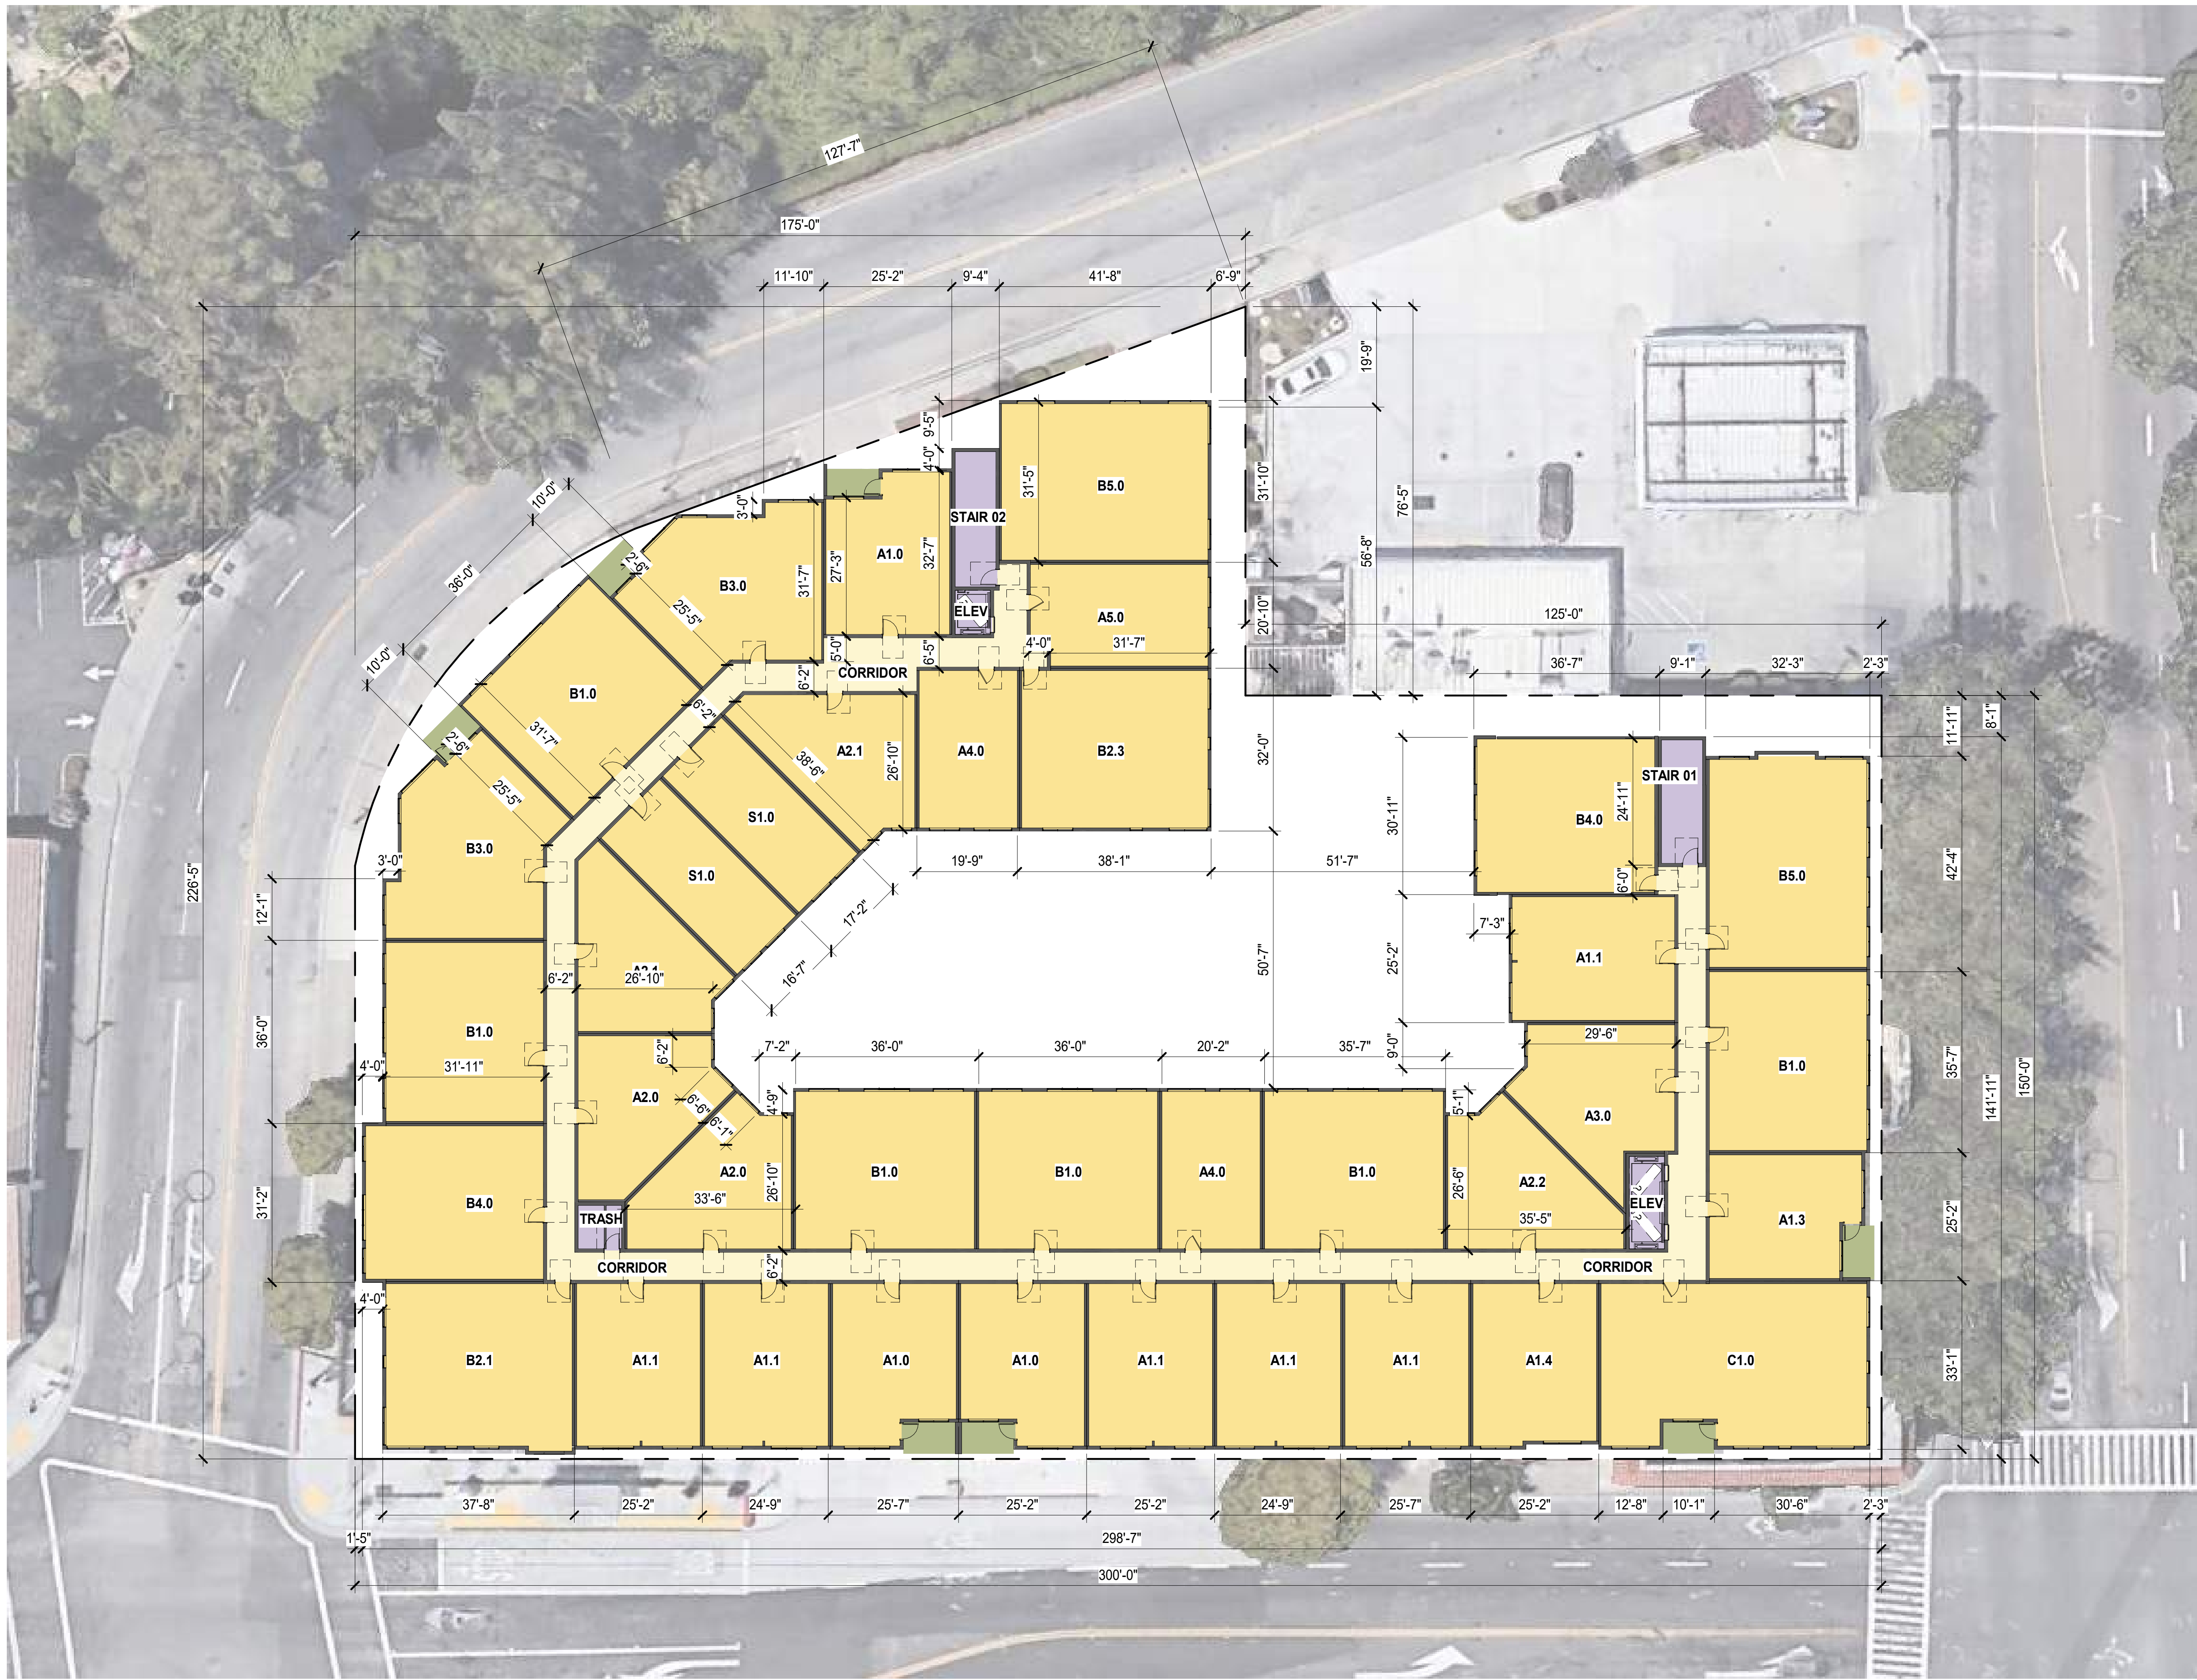 127'-7"
175'-0"
11'-10"
25'-2"
9'-4"
41'-8"
6'-9"
19'-9"
9'-5"
4'-0"
31'-5"
B5.0
31'-10"
76'-5"
10'-0"
3'-0"
STAIR 02
56'-8"
2'-6"
A1.0
27'-3"
32'-7"
36'-0"
B3.0
31'-7"
25'-5"
ELEV
A5.0
20'-10"
125'-0"
5'-0"
6'-5"
4'-0"
31'-7"
10'-0"
CORRIDOR
6'-2"
36'-7"
9'-1"
32'-3"
2'-3"
B1.0
6'-2"
11'-11"
8'-1"
31'-7"
2'-6"
A2.1
38'-6"
26'-10"
A4.0
B2.3
32'-0"
STAIR 01
25'-5"
S1.0
B4.0
24'-11"
30'-11"
B3.0
3'-0"
S1.0
19'-9"
38'-1"
51'-7"
6'-0"
B5.0
42'-4"
226'-5"
12'-1"
17'-2"
7'-3"
A1.1
25'-2"
16'-7"
50'-7"
6'-2"
26'-10"
36'-0"
B1.0
31'-11"
4'-0"
6'-2"
7'-2"
36'-0"
36'-0"
20'-2"
35'-7"
9'-0"
29'-6"
B1.0
35'-7"
141'-11"
150'-0"
A2.0
6'-6"
6'-1"
4'-9"
5'-1"
A3.0
A2.0
26'-10"
33'-6"
B1.0
B1.0
A4.0
B1.0
26'-6"
A2.2
35'-5"
ELEV
A1.3
25'-2"
31'-2"
B4.0
TRASH
CORRIDOR
6'-2"
CORRIDOR
4'-0"
B2.1
A1.1
A1.1
A1.0
A1.0
A1.1
A1.1
A1.1
A1.4
C1.0
33'-1"
37'-8"
25'-2"
24'-9"
25'-7"
25'-2"
25'-2"
24'-9"
25'-7"
25'-2"
12'-8"
10'-1"
30'-6"
2'-3"
1'-5"
298'-7"
300'-0"